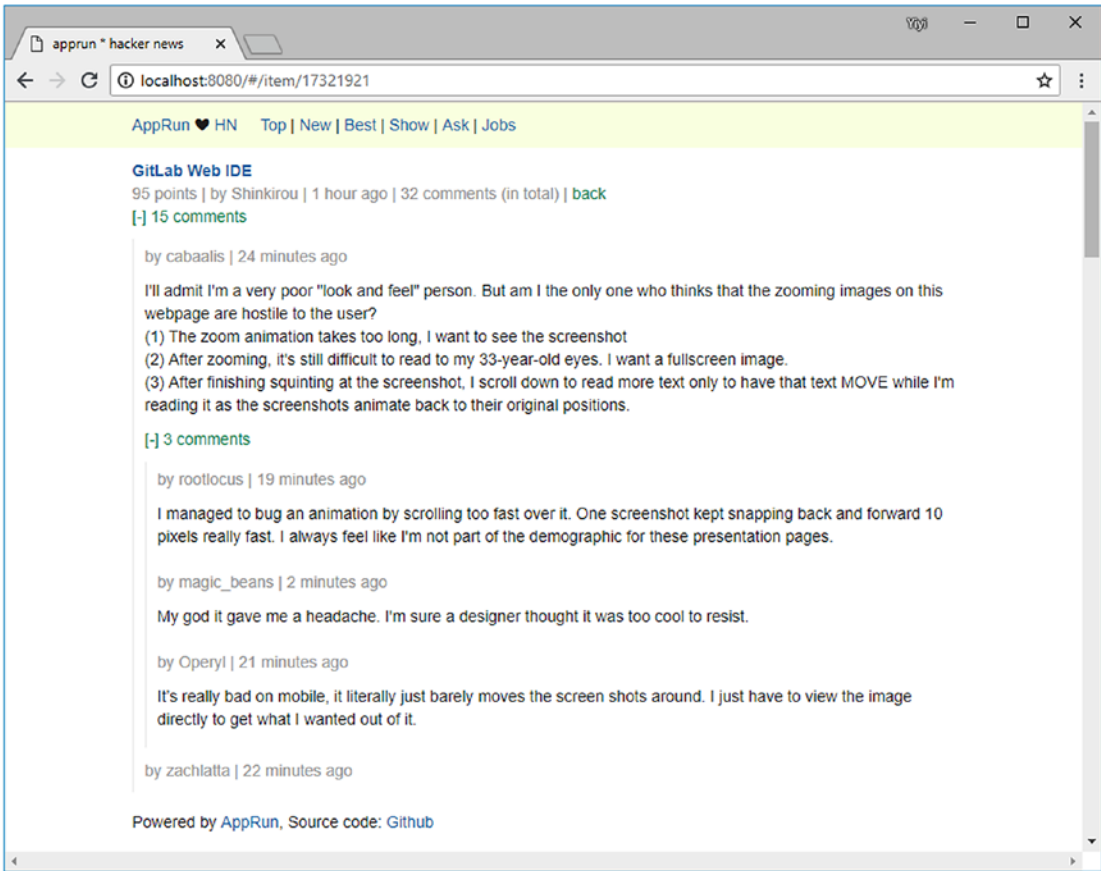 Yiyi
apprun * hacker news
localhost:8080/#/item/17321921
AppRun ♥ HN Top | New | Best | Show | Ask | Jobs
GitLab Web IDE
95 points | by Shinkirou | 1 hour ago | 32 comments (in total) | back
[-] 15 comments
by cabaalis | 24 minutes ago
I'll admit I'm a very poor "look and feel" person. But am I the only one who thinks that the zooming images on this
webpage are hostile to the user?
(1) The zoom animation takes too long, I want to see the screenshot
(2) After zooming, it's still difficult to read to my 33-year-old eyes. I want a fullscreen image.
(3) After finishing squinting at the screenshot, I scroll down to read more text only to have that text MOVE while I'm
reading it as the screenshots animate back to their original positions.
[-] 3 comments
by rootlocus | 19 minutes ago
I managed to bug an animation by scrolling too fast over it. One screenshot kept snapping back and forward 10
pixels really fast. I always feel like I'm not part of the demographic for these presentation pages.
by magic_beans | 2 minutes ago
My god it gave me a headache. I'm sure a designer thought it was too cool to resist.
by Operyl | 21 minutes ago
It's really bad on mobile, it literally just barely moves the screen shots around. I just have to view the image
directly to get what I wanted out of it.
by zachlatta | 22 minutes ago
Powered by AppRun, Source code: Github